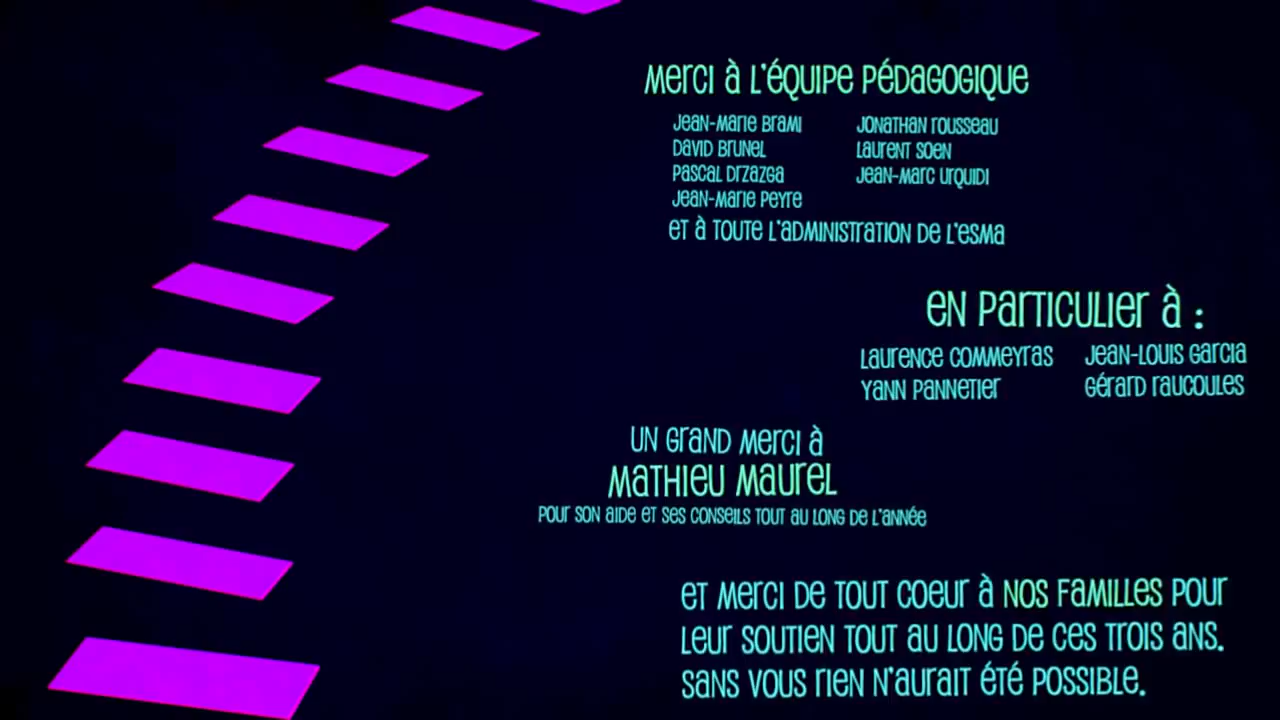 Merci à l'équipe pédagogique
Jean-Marie Brami
David Brunel
Pascal Drzazga
Jean-Marie Peyre
Jonathan Rousseau
Laurent Soen
Jean-Marc Urquidi
et à toute l'administration de l'esma
en particulier à :
Laurence Commeyras
Yann Pannetier
Jean-Louis Garcia
Gérard Raucoules
un grand merci à
Mathieu Maurel
pour son aide et ses conseils tout au long de l'année
et merci de tout coeur à nos familles pour
leur soutien tout au long de ces trois ans.
sans vous rien n'aurait été possible.